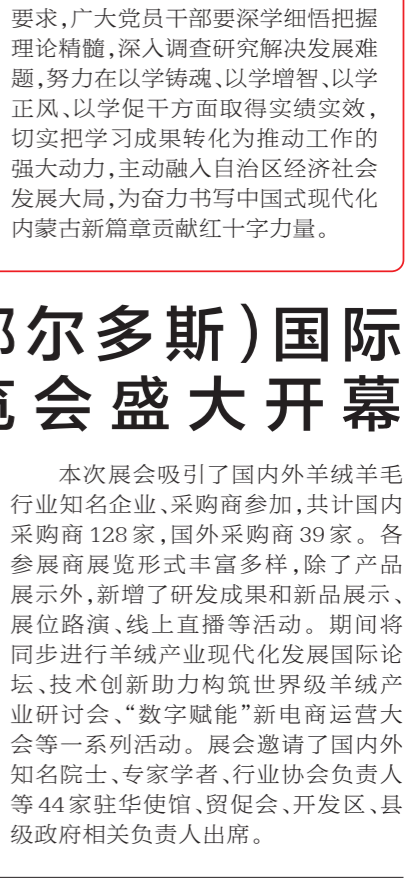 要求,广大党员干部要深学细悟把握
理论精髓,深入调查研究解决发展难
题,努力在以学铸魂、以学增智、以学
正风、以学促干方面取得实绩实效,
切实把学习成果转化为推动工作的
强大动力,主动融入自治区经济社会
发展大局,为奋力书写中国式现代化
内蒙古新篇章贡献红十字力量。
尔多斯)国际
会盛大开幕
本次展会吸引了国内外羊绒羊毛
行业知名企业、采购商参加,共计国内
采购商128家,国外采购商39家。各
参展商展览形式丰富多样,除了产品
展示外,新增了研发成果和新品展示、
展位路演、线上直播等活动。期间将
同步进行羊绒产业现代化发展国际论
坛、技术创新助力构筑世界级羊绒产
业研讨会、“数字赋能”新电商运营大
会等一系列活动。展会邀请了国内外
知名院士、专家学者、行业协会负责人
等44家驻华使馆、贸促会、开发区、县
级政府相关负责人出席。